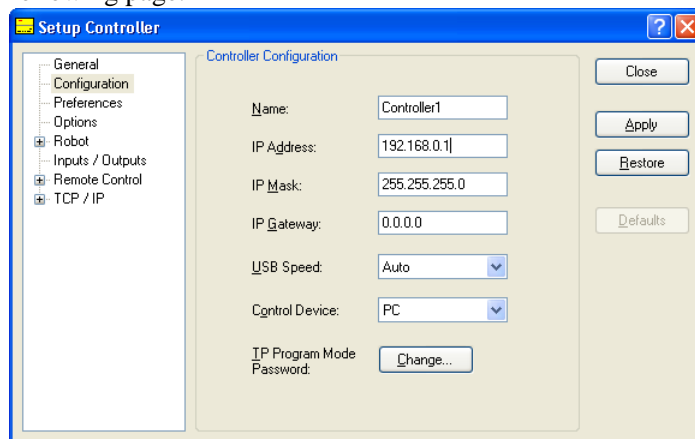 Setup Controller
General
Configuration
Preferences
Options
Robot
Inputs / Outputs
Remote Control
TCP / IP
Controller Configuration
Name: Controller1
IP Address: 192.168.0.1
IP Mask: 255.255.255.0
IP Gateway: 0.0.0.0
USB Speed: Auto
Control Device: PC
TP Program Mode
Password: Change...
Close
Apply
Restore
Defaults